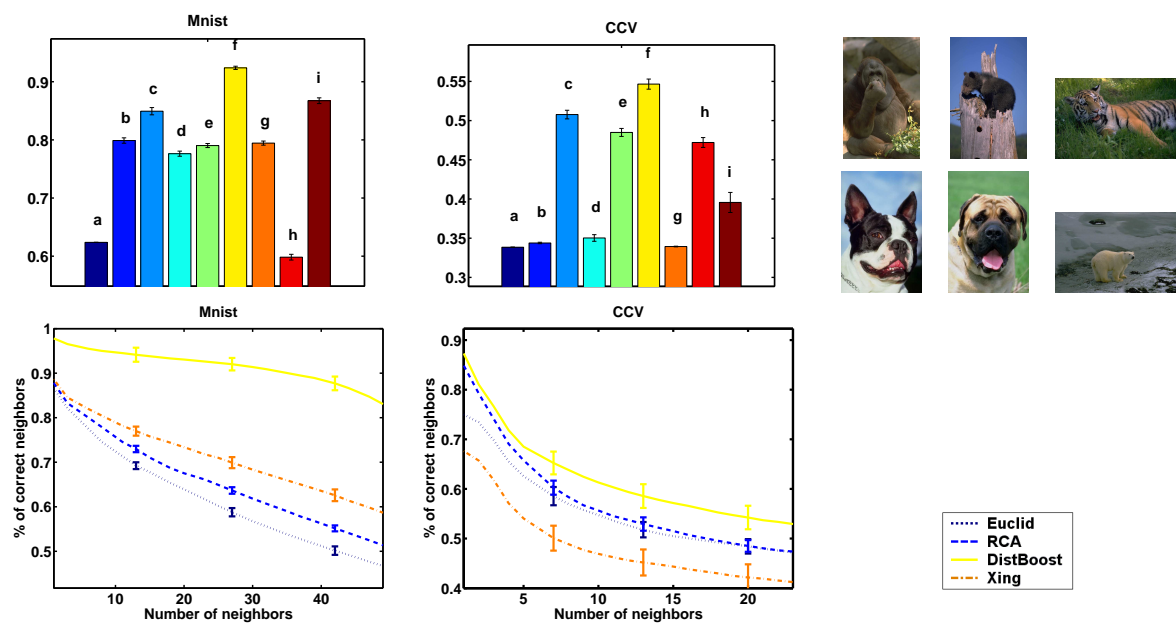 Mnist
0.9
0.8
0.7
0.6
a
b
c
d
e
f
g
h
i
CCV
0.55
0.5
0.45
0.4
0.35
0.3
a
b
c
d
e
f
g
h
i
Mnist
% of correct neighbors
1
0.9
0.8
0.7
0.6
0.5
10
20
30
40
Number of neighbors
CCV
% of correct neighbors
0.9
0.8
0.7
0.6
0.5
0.4
5
10
15
20
Number of neighbors
Euclid
RCA
DistBoost
Xing